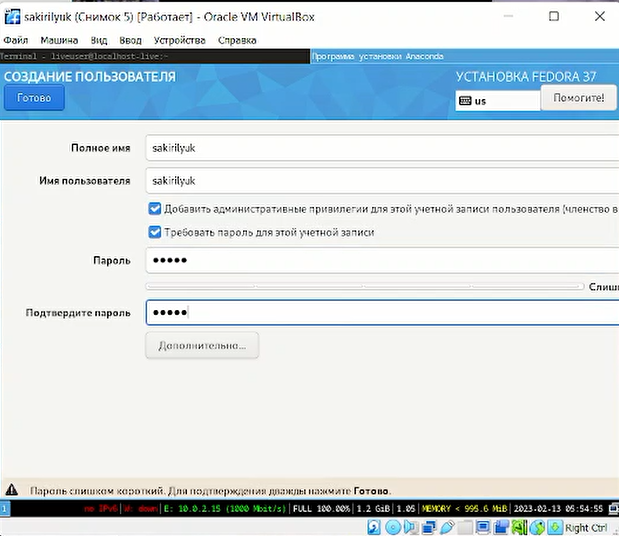 sakirilyuk (Снимок 5) [Работает] - Oracle VM VirtualBox
Файл Машина Вид Ввод Устройства Справка
Terminal - liveuser@localhost-live:~ Программа установки Anaconda
СОЗДАНИЕ ПОЛЬЗОВАТЕЛЯ УСТАНОВКА FEDORA 37
Готово us Помогите!
Полное имя sakirilyuk
Имя пользователя sakirilyuk
Добавить административные привилегии для этой учетной записи пользователя (членство в
Требовать пароль для этой учетной записи
Пароль •••••
Слиш
Подтвердите пароль •••••
Дополнительно...
Пароль слишком короткий. Для подтверждения дважды нажмите Готово.
1 no IPv6 W: down E: 10.0.2.15 (1000 Mbit/s) FULL 100.00% 1.2 GiB 1.05 MEMORY < 995.6 MiB 2023-02-13 05:54:55
Right Ctrl